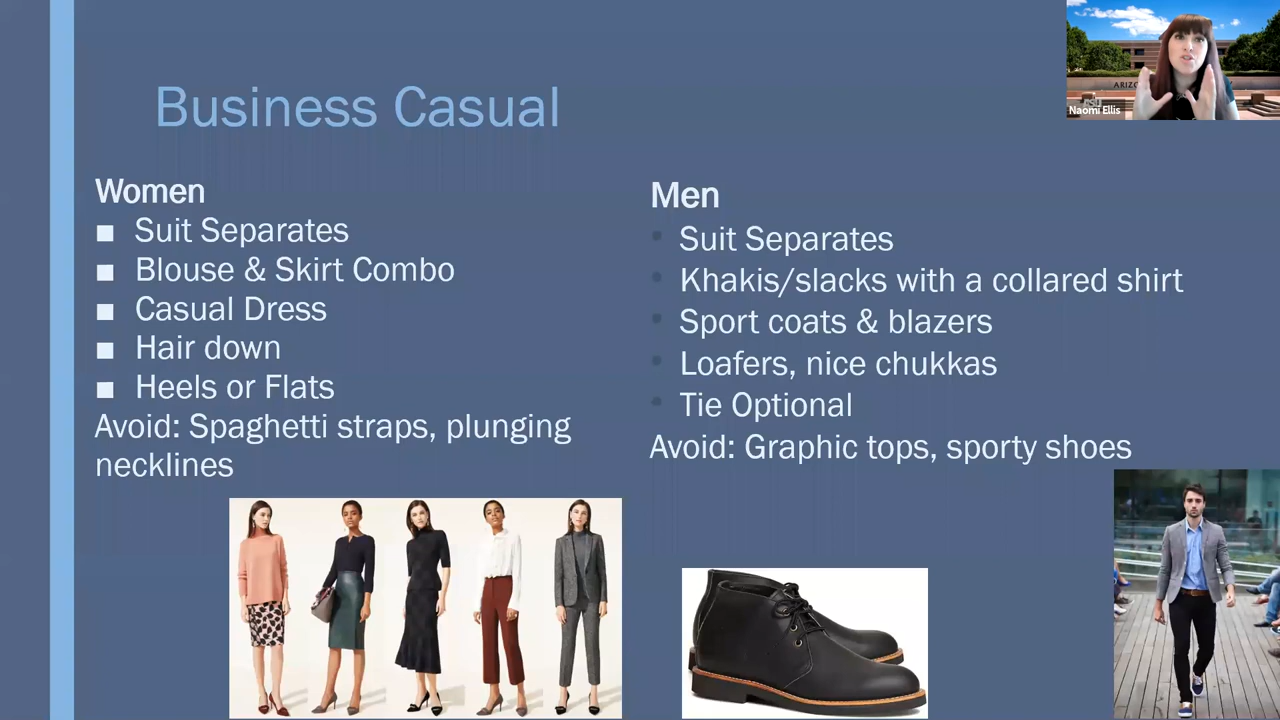 Business Casual
Women
■ Suit Separates
■ Blouse & Skirt Combo
■ Casual Dress
■ Hair down
■ Heels or Flats
Avoid: Spaghetti straps, plunging
necklines
Men
• Suit Separates
• Khakis/slacks with a collared shirt
• Sport coats & blazers
• Loafers, nice chukkas
• Tie Optional
Avoid: Graphic tops, sporty shoes
ASU
Naomi Ellis